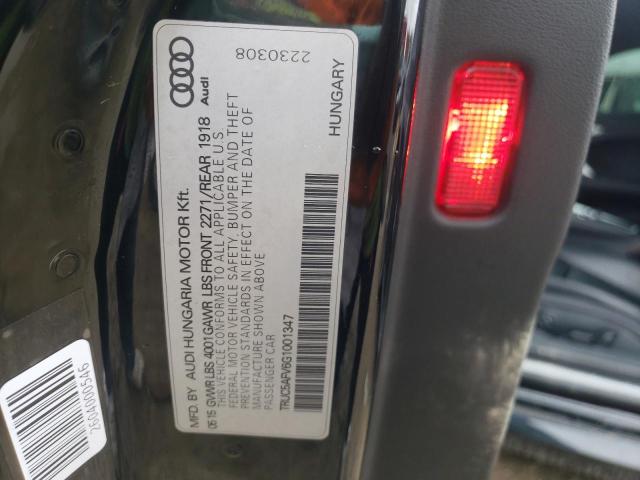 MFD. BY AUDI HUNGARIA MOTOR Kft.
05 15 GVWR LBS 4001 GAWR LBS FRONT 2271/REAR 1918
THIS VEHICLE CONFORMS TO ALL APPLICABLE U.S.
FEDERAL MOTOR VEHICLE SAFETY, BUMPER AND THEFT
PREVENTION STANDARDS IN EFFECT ON THE DATE OF
MANUFACTURE SHOWN ABOVE
PASSENGER CAR
TRUC5AFV6G1001347
HUNGARY
Audi
2230308